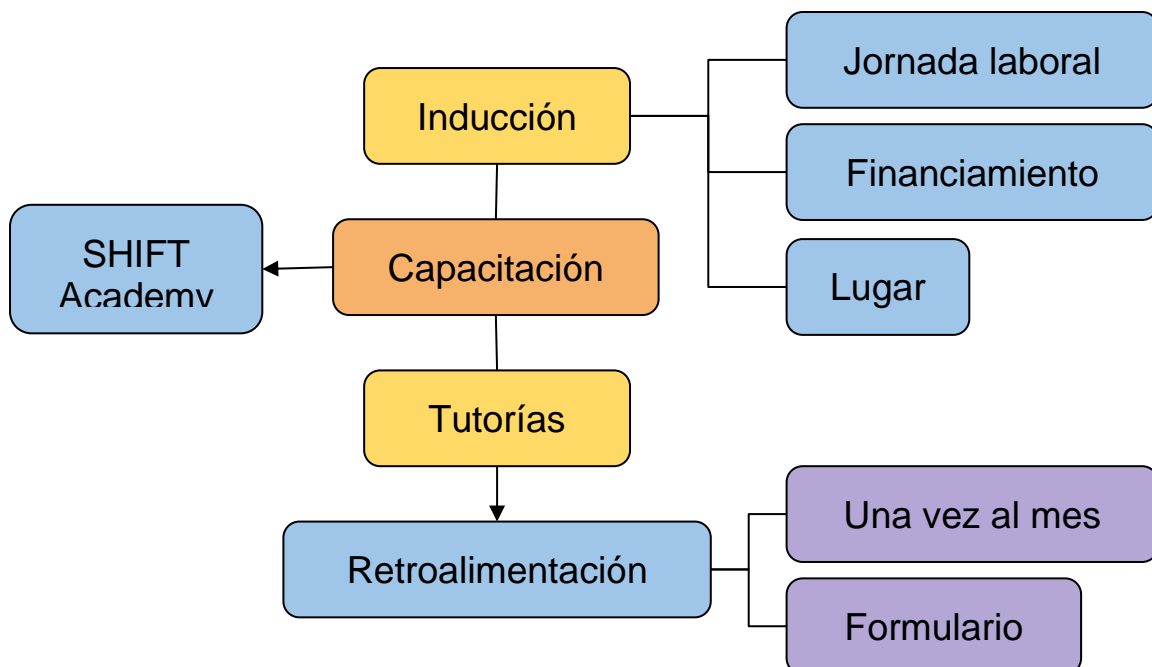 Jornada laboral
Inducción
Financiamiento
SHIFT
Academy
Capacitación
Lugar
Tutorías
Una vez al mes
Retroalimentación
Formulario